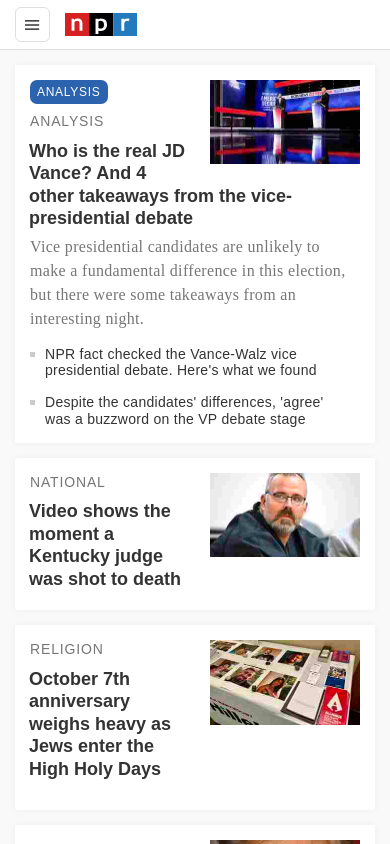 npr
ANALYSIS
ANALYSIS
Who is the real JD
Vance? And 4
other takeaways from the vice-
presidential debate
Vice presidential candidates are unlikely to
make a fundamental difference in this election,
but there were some takeaways from an
interesting night.
NPR fact checked the Vance-Walz vice
presidential debate. Here's what we found
Despite the candidates' differences, 'agree'
was a buzzword on the VP debate stage
NATIONAL
Video shows the
moment a
Kentucky judge
was shot to death
RELIGION
October 7th
anniversary
weighs heavy as
Jews enter the
High Holy Days